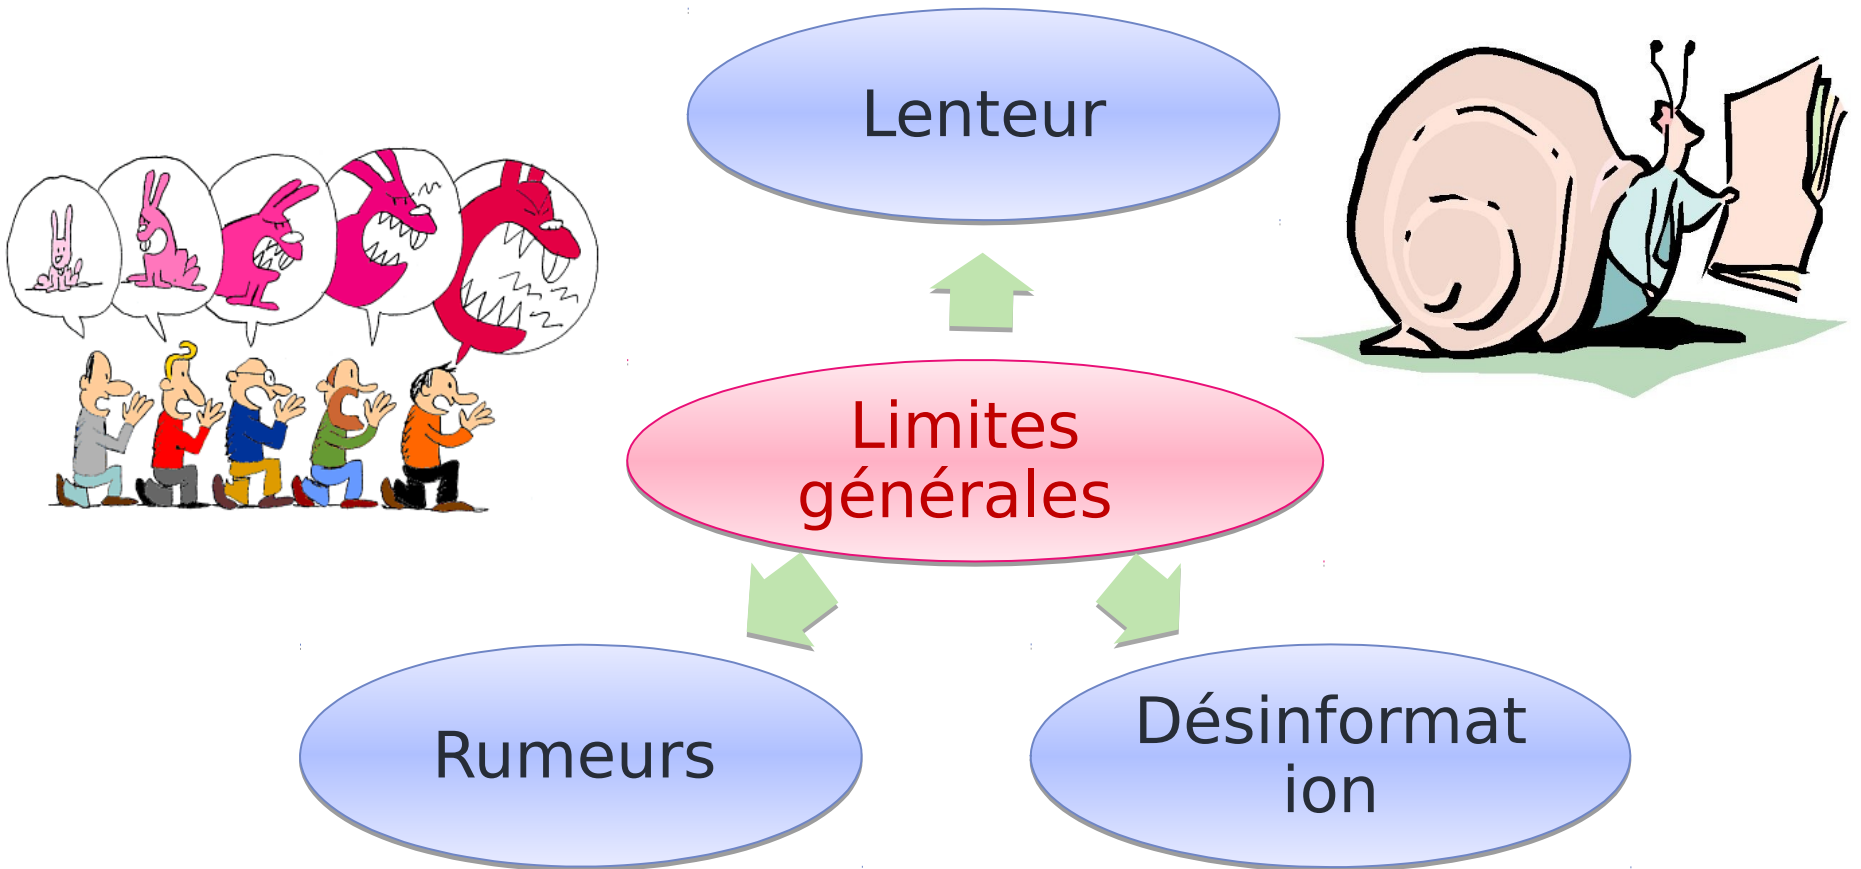 Lenteur
Limites
générales
Rumeurs
Désinformat
ion